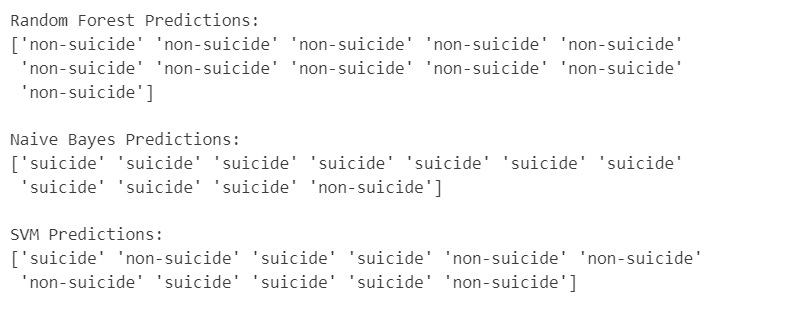 Random Forest Predictions:
['non-suicide' 'non-suicide' 'non-suicide' 'non-suicide' 'non-suicide'
'non-suicide' 'non-suicide' 'non-suicide' 'non-suicide' 'non-suicide'
'non-suicide']
Naive Bayes Predictions:
['suicide' 'suicide' 'suicide' 'suicide' 'suicide' 'suicide' 'suicide'
'suicide' 'suicide' 'suicide' 'non-suicide']
SVM Predictions:
['suicide' 'non-suicide' 'suicide' 'suicide' 'non-suicide' 'non-suicide'
'non-suicide' 'suicide' 'suicide' 'suicide' 'non-suicide']